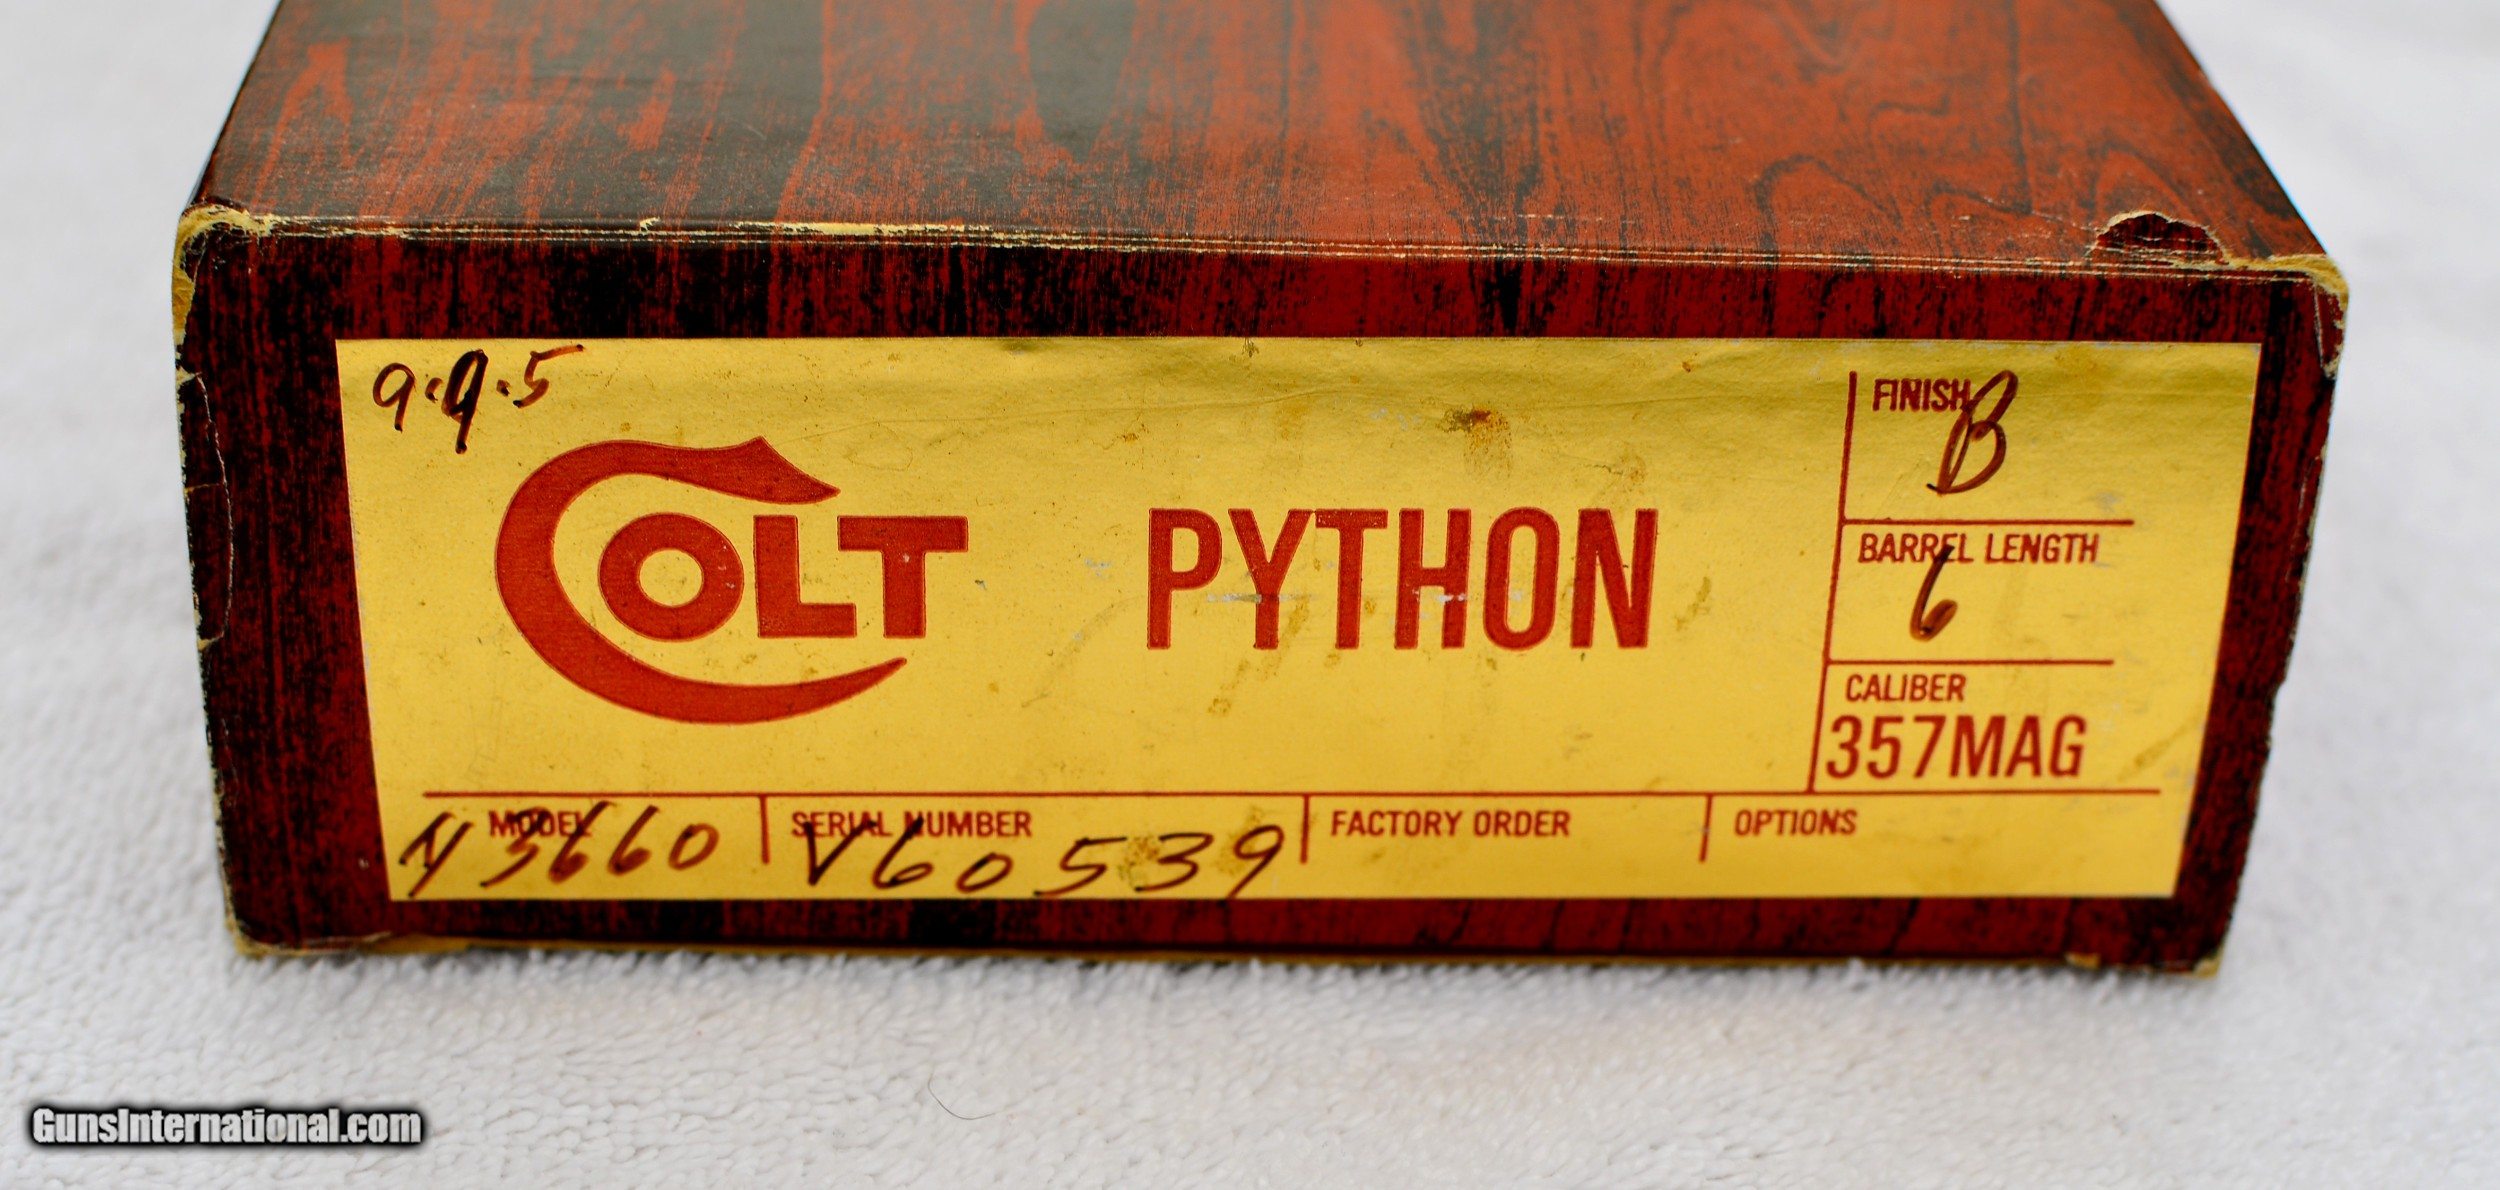 9.9.5
FINISH B
COLT PYTHON
BARREL LENGTH
6
CALIBER
357MAG
MODEL SERIAL NUMBER FACTORY ORDER OPTIONS
V60539
GunsInternational.com